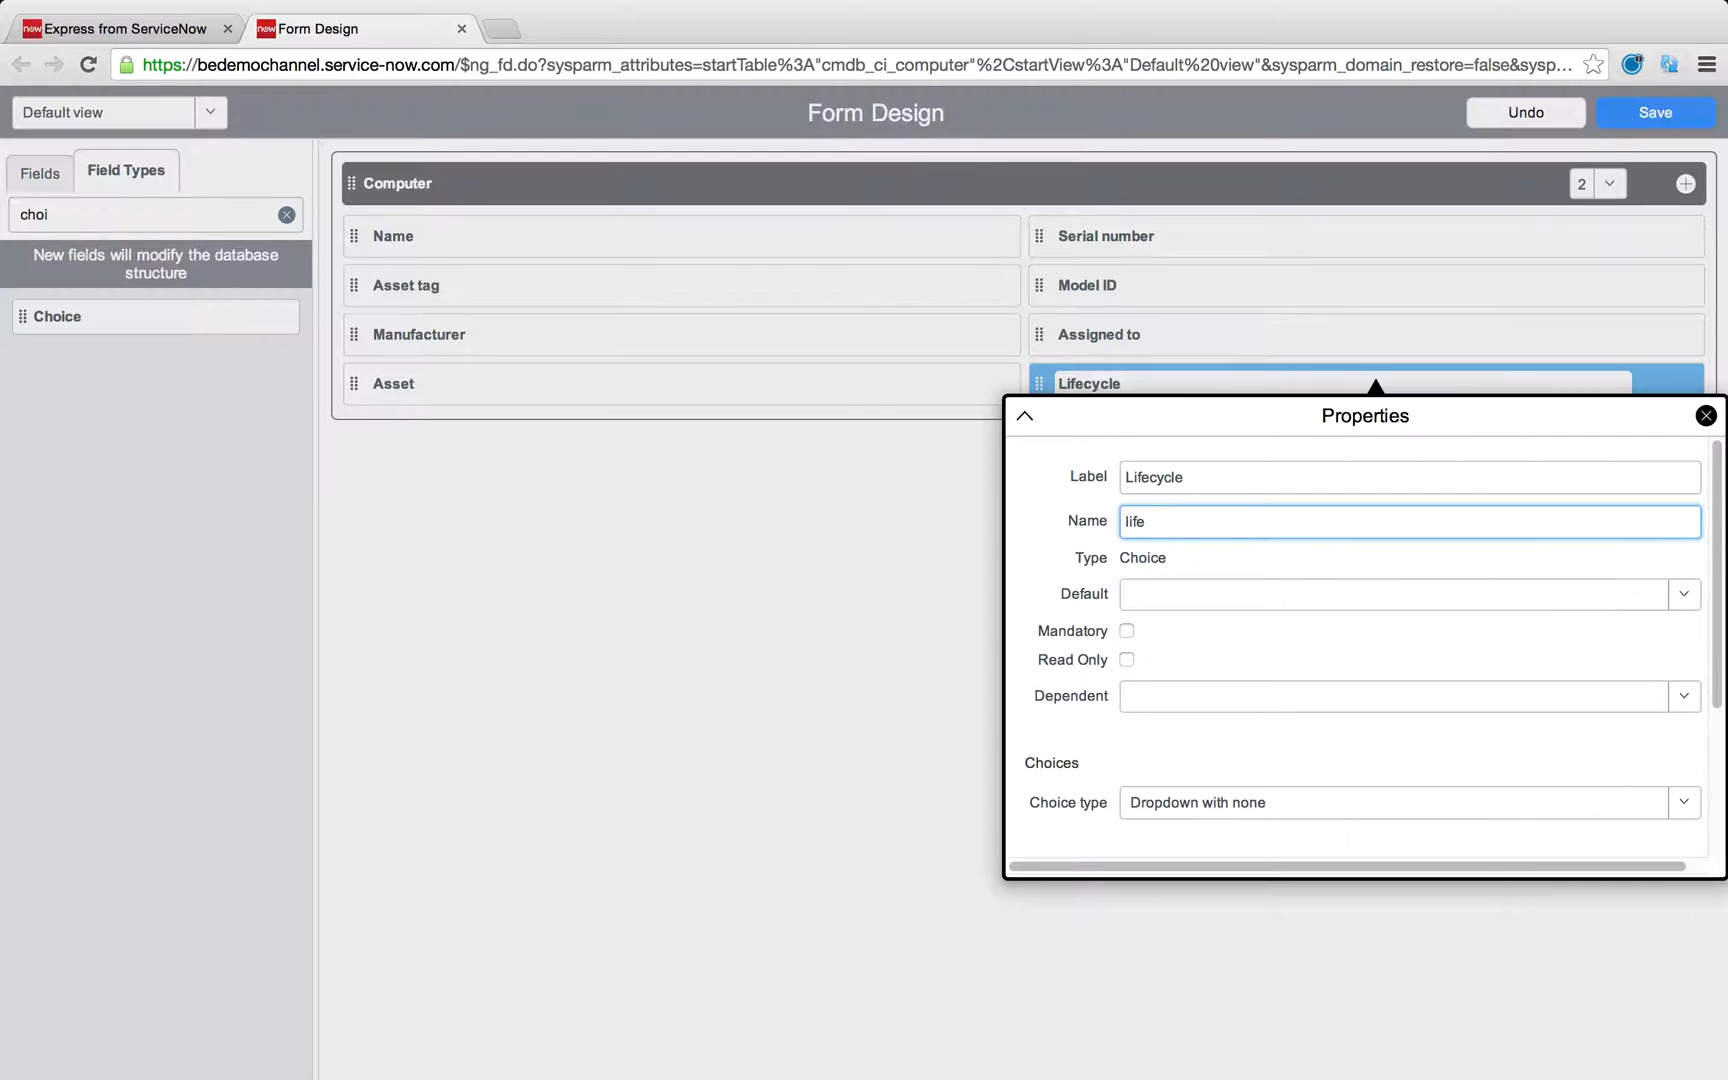 now Express from ServiceNow
now Form Design
https://bedemochannel.service-now.com/$ng_fd.do?sysparm_attributes=startTable%3A"cmdb_ci_computer"%2CstartView%3A"Default%20view"&sysparm_domain_restore=false&sysp...
Default view
Form Design
Undo
Save
Fields
Field Types
choi
New fields will modify the database
structure
Choice
Computer
2
Name
Serial number
Asset tag
Model ID
Manufacturer
Assigned to
Asset
Lifecycle
Properties
Label Lifecycle
Name life
Type Choice
Default
Mandatory
Read Only
Dependent
Choices
Choice type Dropdown with none